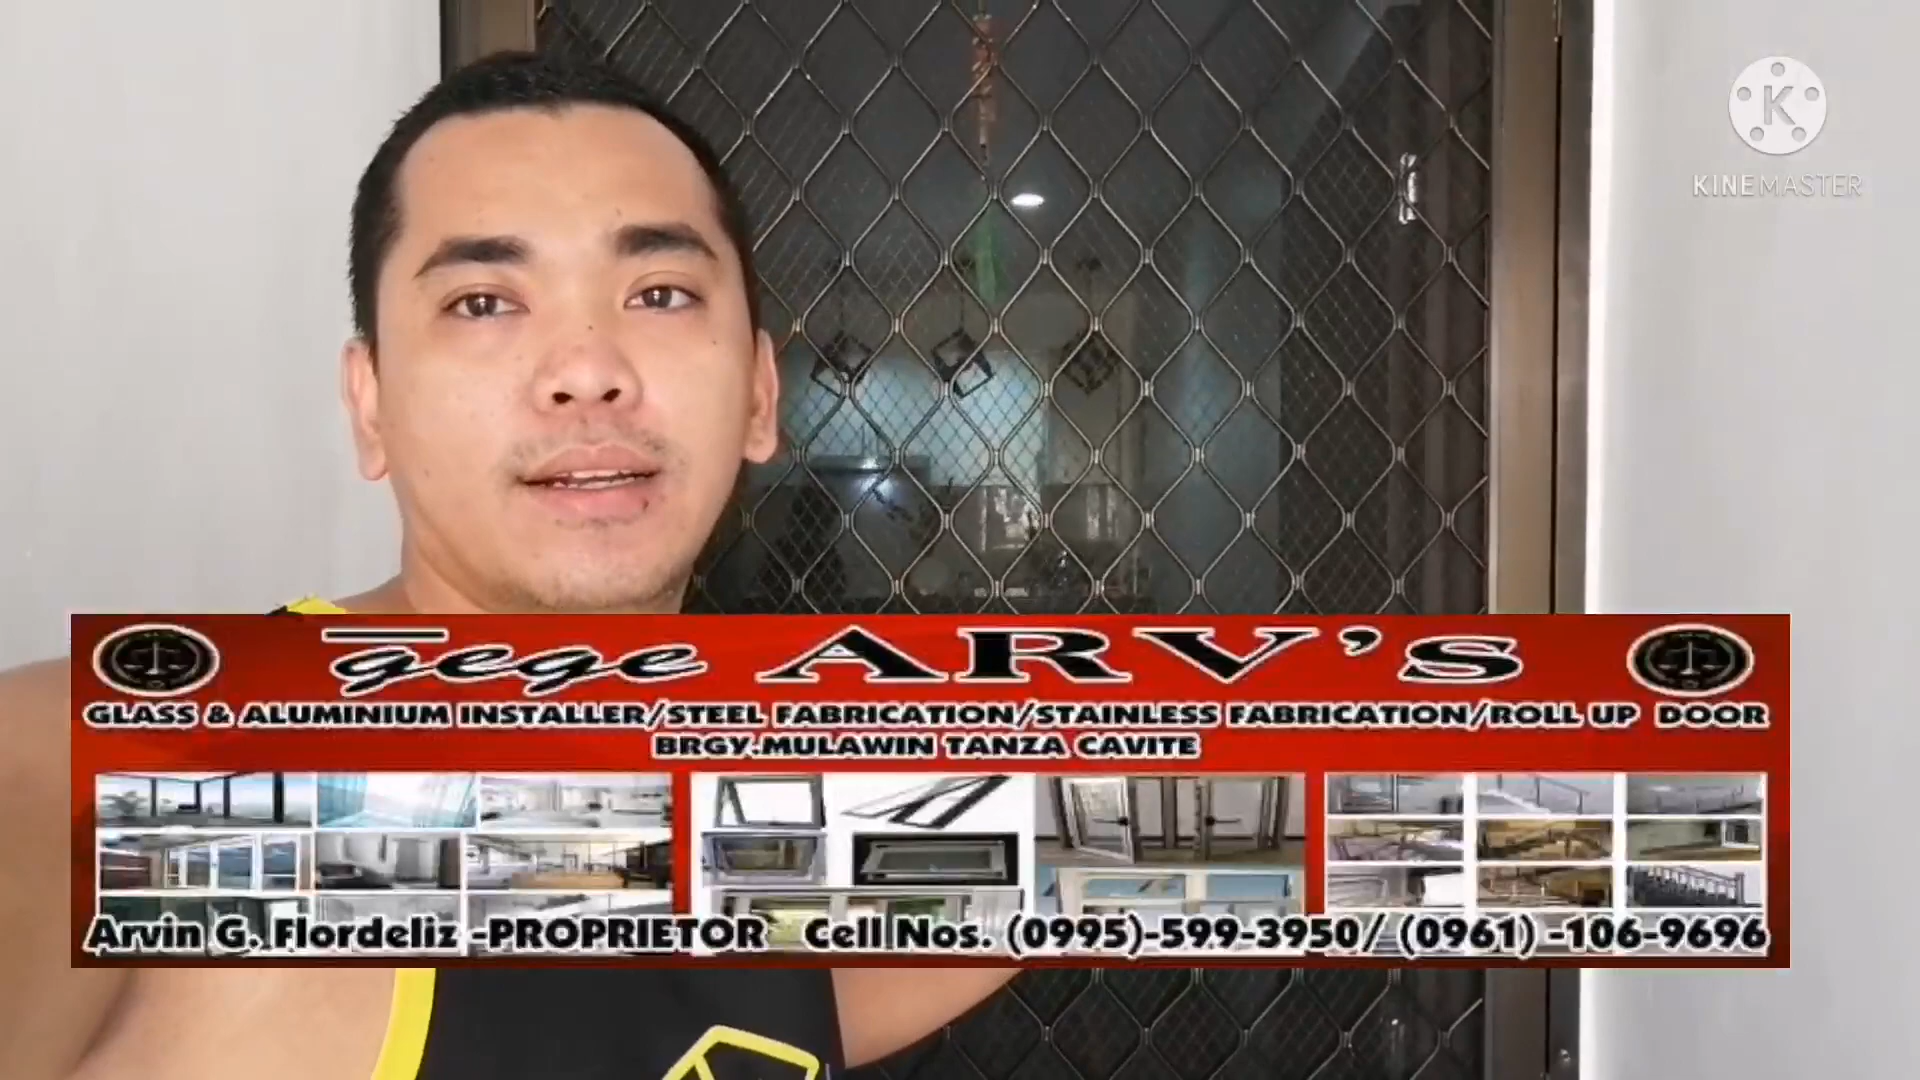 K
KINEMASTER
gege ARV's
GLASS & ALUMINIUM INSTALLER/STEEL FABRICATION/STAINLESS FABRICATION/ROLL UP DOOR
BRGY.MULAWIN TANZA CAVITE
Arvin G. Flordeliz -PROPRIETOR Cell Nos. (0995)-599-3950/ (0961) -106-9696